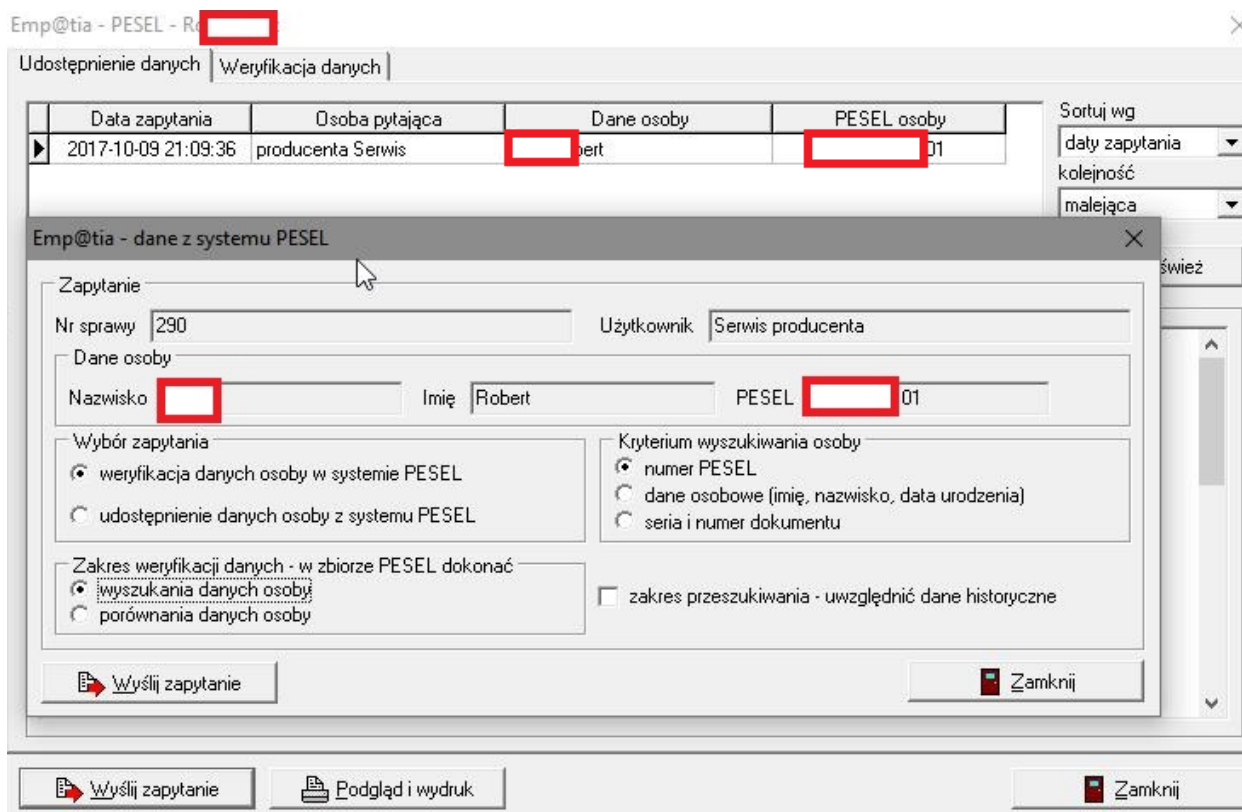 Emp@tia - PESEL - Ro
Udostępnienie danych Weryfikacja danych
Data zapytania Osoba pytająca Dane osoby PESEL osoby
2017-10-09 21:09:36 producenta Serwis bert 01
Sortuj wg
daty zapytania
kolejność
malejąca
śwież
Emp@tia - dane z systemu PESEL
Zapytanie
Nr sprawy 290 Użytkownik Serwis producenta
Dane osoby
Nazwisko Imię Robert PESEL 01
Wybór zapytania
weryfikacja danych osoby w systemie PESEL
udostępnienie danych osoby z systemu PESEL
Kryterium wyszukiwania osoby
numer PESEL
dane osobowe (imię, nazwisko, data urodzenia)
seria i numer dokumentu
Zakres weryfikacji danych - w zbiorze PESEL dokonać
wyszukania danych osoby
porównania danych osoby
zakres przeszukiwania - uwzględnić dane historyczne
Wyślij zapytanie Zamknij
Wyślij zapytanie Podgląd i wydruk Zamknij